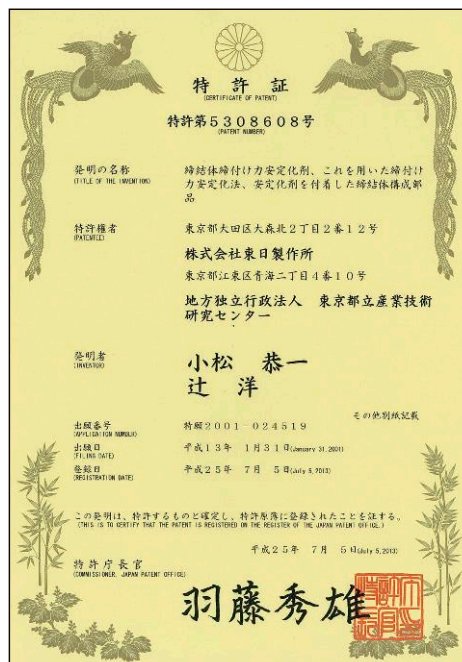 特許証
(CERTIFICATE OF PATENT)
特許第5308608号
(PATENT NUMBER)
発明の名称
(TITLE OF THE INVENTION)
締結体締付け力安定化剤、これを用いた締付け
力安定化法、安定化剤を付着した締結体構成部
品
特許権者
(PATENTEE)
東京都大田区大森北2丁目2番12号
株式会社東日製作所
東京都江東区青海二丁目4番10号
地方独立行政法人 東京都立産業技術
研究センター
発明者
(INVENTOR)
小松 恭一
辻 洋
その他別紙記載
出願番号
(APPLICATION NUMBER)
特願2001-024519
出願日
(FILING DATE)
平成13年 1月31日(January 31,2001)
登録日
(REGISTRATION DATE)
平成25年 7月 5日(July 5,2013)
この発明は、特許するものと確定し、特許原簿に登録されたことを証する。
(THIS IS TO CERTIFY THAT THE PATENT IS REGISTERED ON THE REGISTER OF THE JAPAN PATENT OFFICE.)
平成25年 7月 5日(July 5,2013)
特許庁長官
(COMMISSIONER, JAPAN PATENT OFFICE)
羽藤秀雄